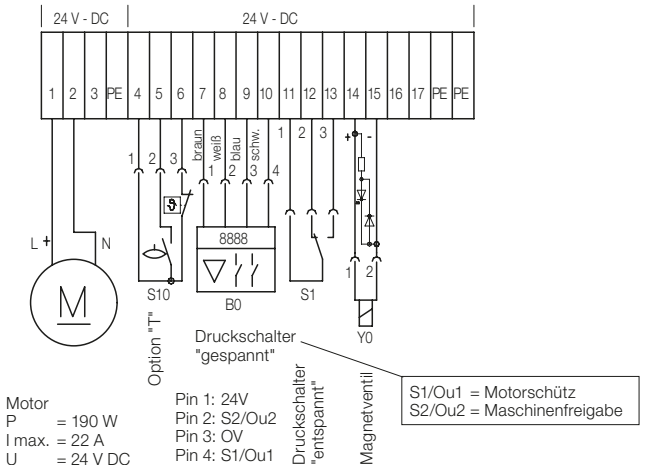 24 V - DC
24 V - DC
1 2 3 PE 4 5 6 7 8 9 10 11 12 13 14 15 16 17 PE PE
braun
weiß
blau
schw.
1 2 3
1 2 3 4
1 2 3
+ -
L + N
M
8888
1 2
S10
B0
S1
Y0
Option "T"
Druckschalter
"gespannt"
Druckschalter
"entspannt"
Magnetventil
S1/Ou1 = Motorschütz
S2/Ou2 = Maschinenfreigabe
Motor
P = 190 W
I max. = 22 A
U = 24 V DC
Pin 1: 24V
Pin 2: S2/Ou2
Pin 3: OV
Pin 4: S1/Ou1